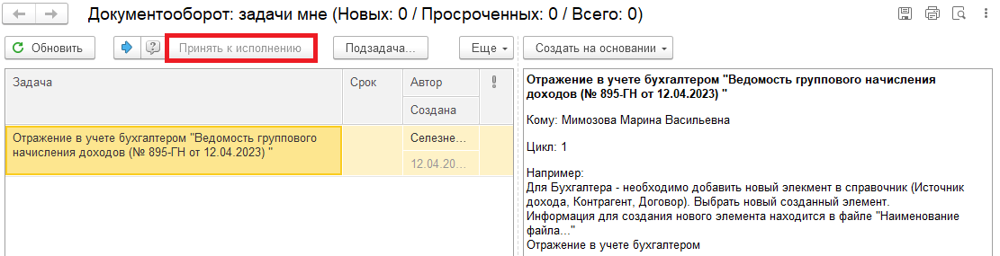 Документооборот: задачи мне (Новых: 0 / Просроченных: 0 / Всего: 0)
Обновить
Принять к исполнению
Подзадача...
Еще
Создать на основании
Задача
Срок
Автор
Создана
Отражение в учете бухгалтером "Ведомость группового
начисления доходов (№ 895-ГН от 12.04.2023) "
Селезне...
12.04.20...
Отражение в учете бухгалтером "Ведомость группового начисления
доходов (№ 895-ГН от 12.04.2023) "
Кому: Мимозова Марина Васильевна
Цикл: 1
Например:
Для Бухгалтера - необходимо добавить новый элекмент в справочник (Источник
дохода, Контрагент, Договор). Выбрать новый созданный элемент.
Информация для создания нового элемента находится в файле "Наименование
файла..."
Отражение в учете бухгалтером